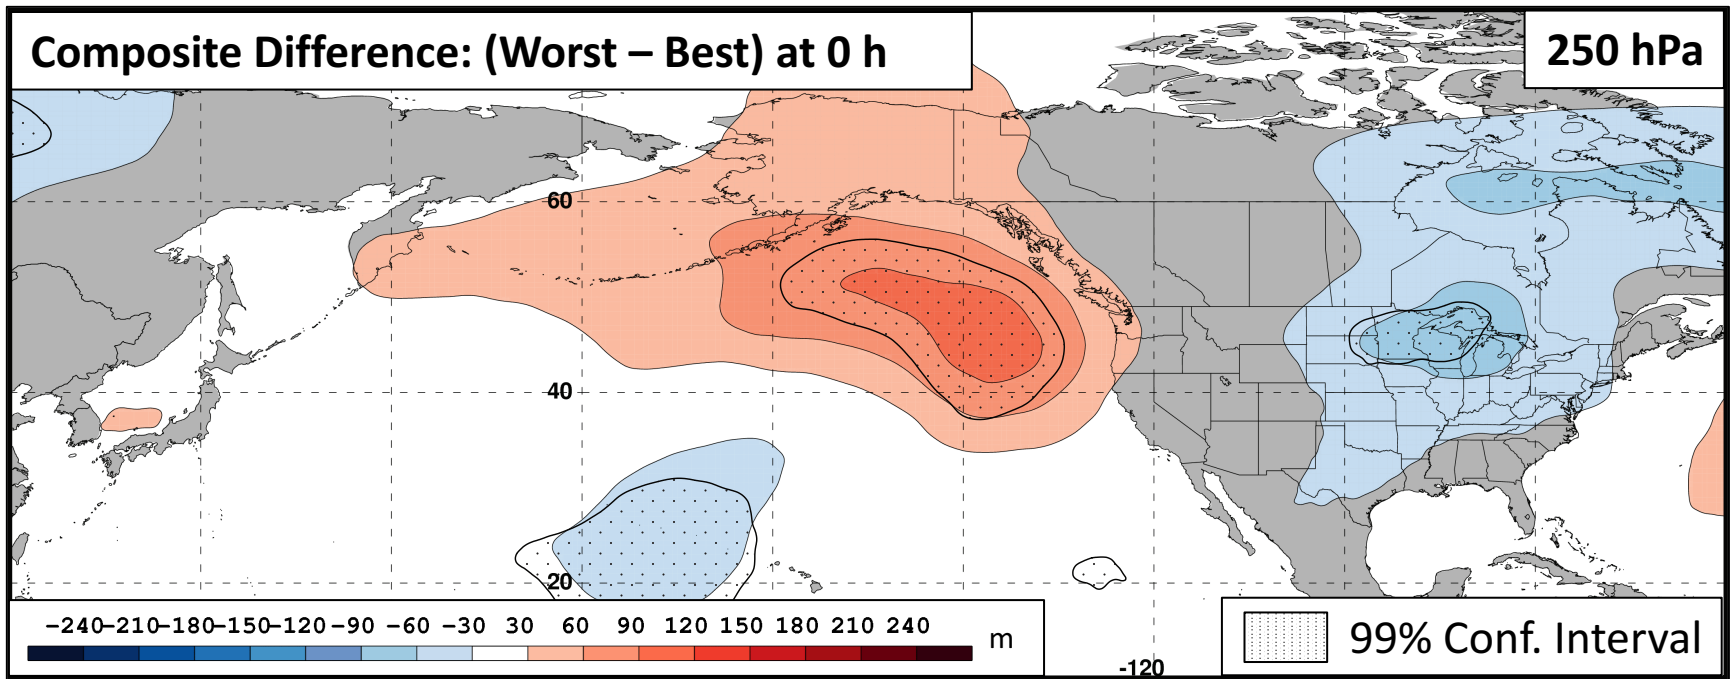 Composite Difference: (Worst – Best) at 0 h
250 hPa
60
40
20
-120
−240−210−180−150−120 −90 −60 −30 30 60 90 120 150 180 210 240
m
99% Conf. Interval